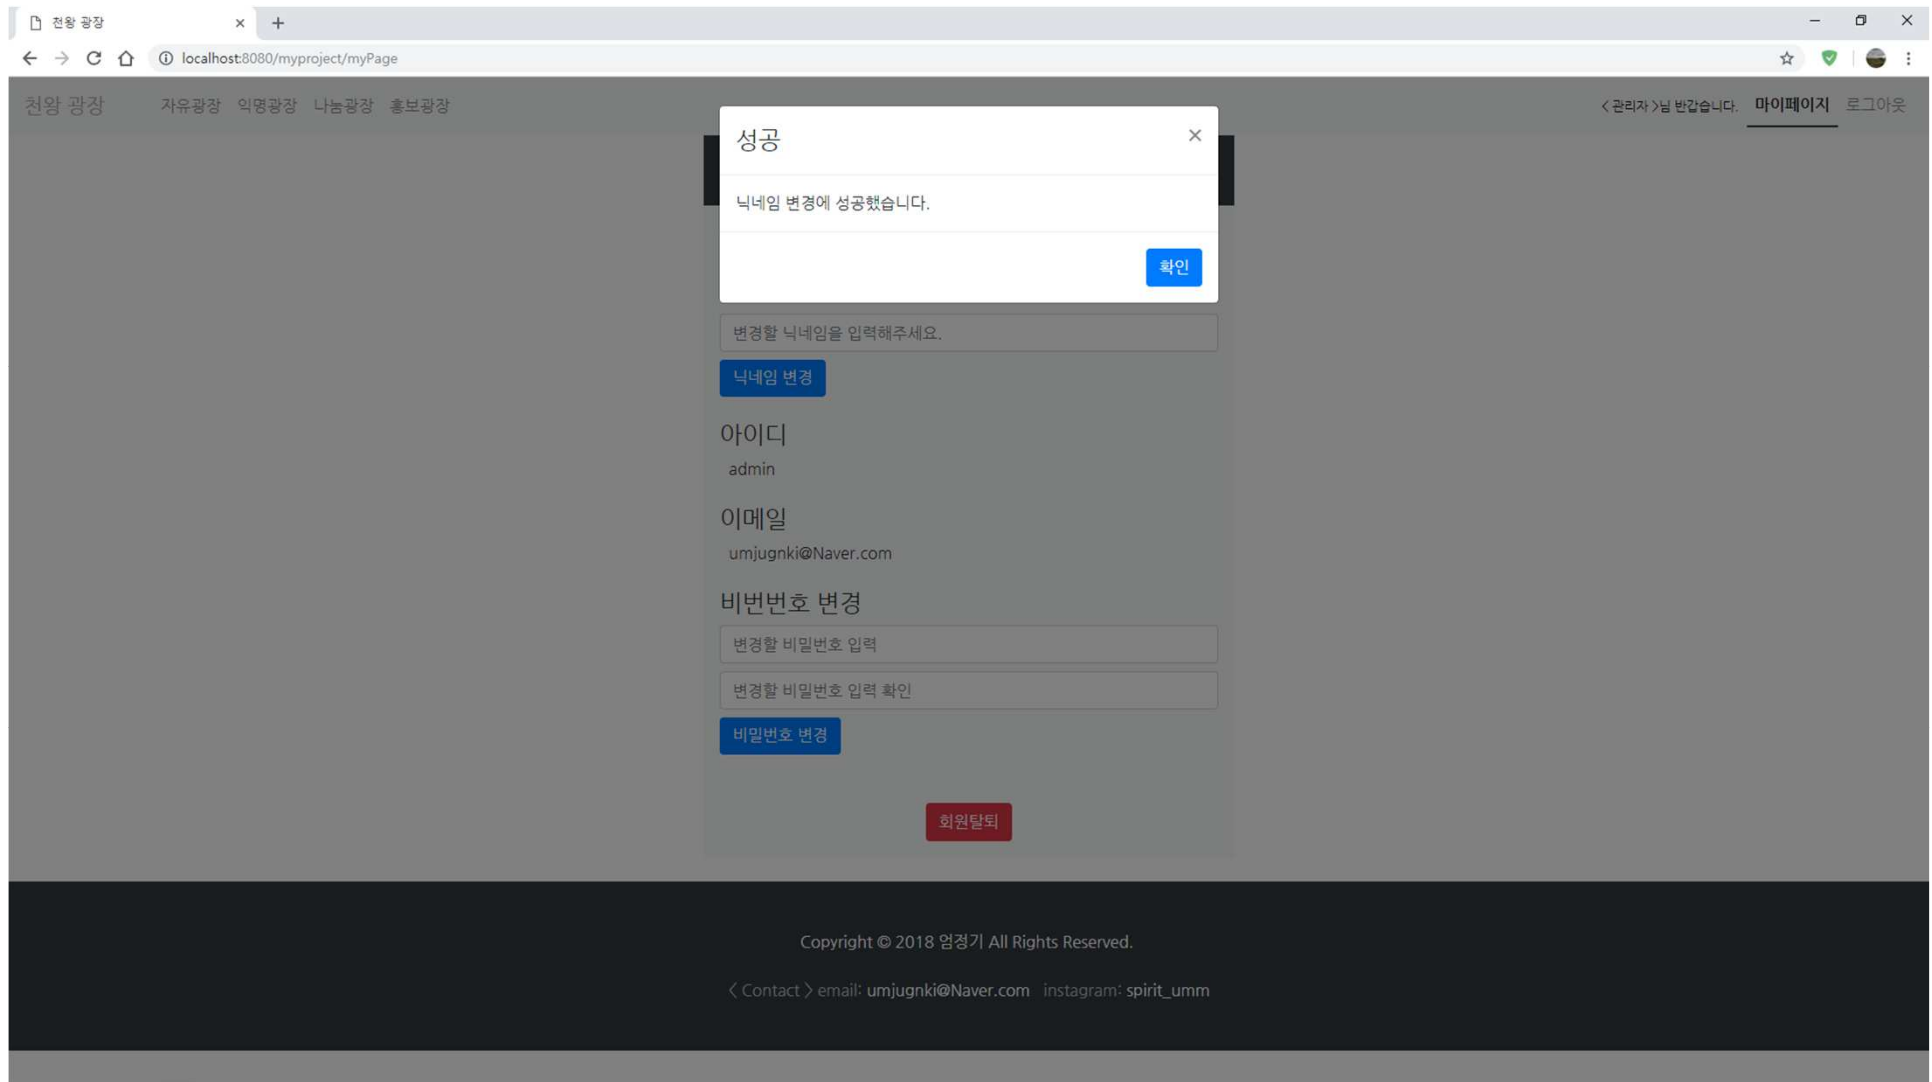 천왕 광장
localhost:8080/myproject/myPage
천왕 광장 자유광장 익명광장 나눔광장 홍보광장 < 관리자 >님 반갑습니다. 마이페이지 로그아웃
성공 ×
닉네임 변경에 성공했습니다.
확인
변경할 닉네임을 입력해주세요.
닉네임 변경
아이디
admin
이메일
umjugnki@Naver.com
비번번호 변경
변경할 비밀번호 입력
변경할 비밀번호 입력 확인
비밀번호 변경
회원탈퇴
Copyright © 2018 엄정기 All Rights Reserved.
< Contact > email: umjugnki@Naver.com instagram: spirit_umm